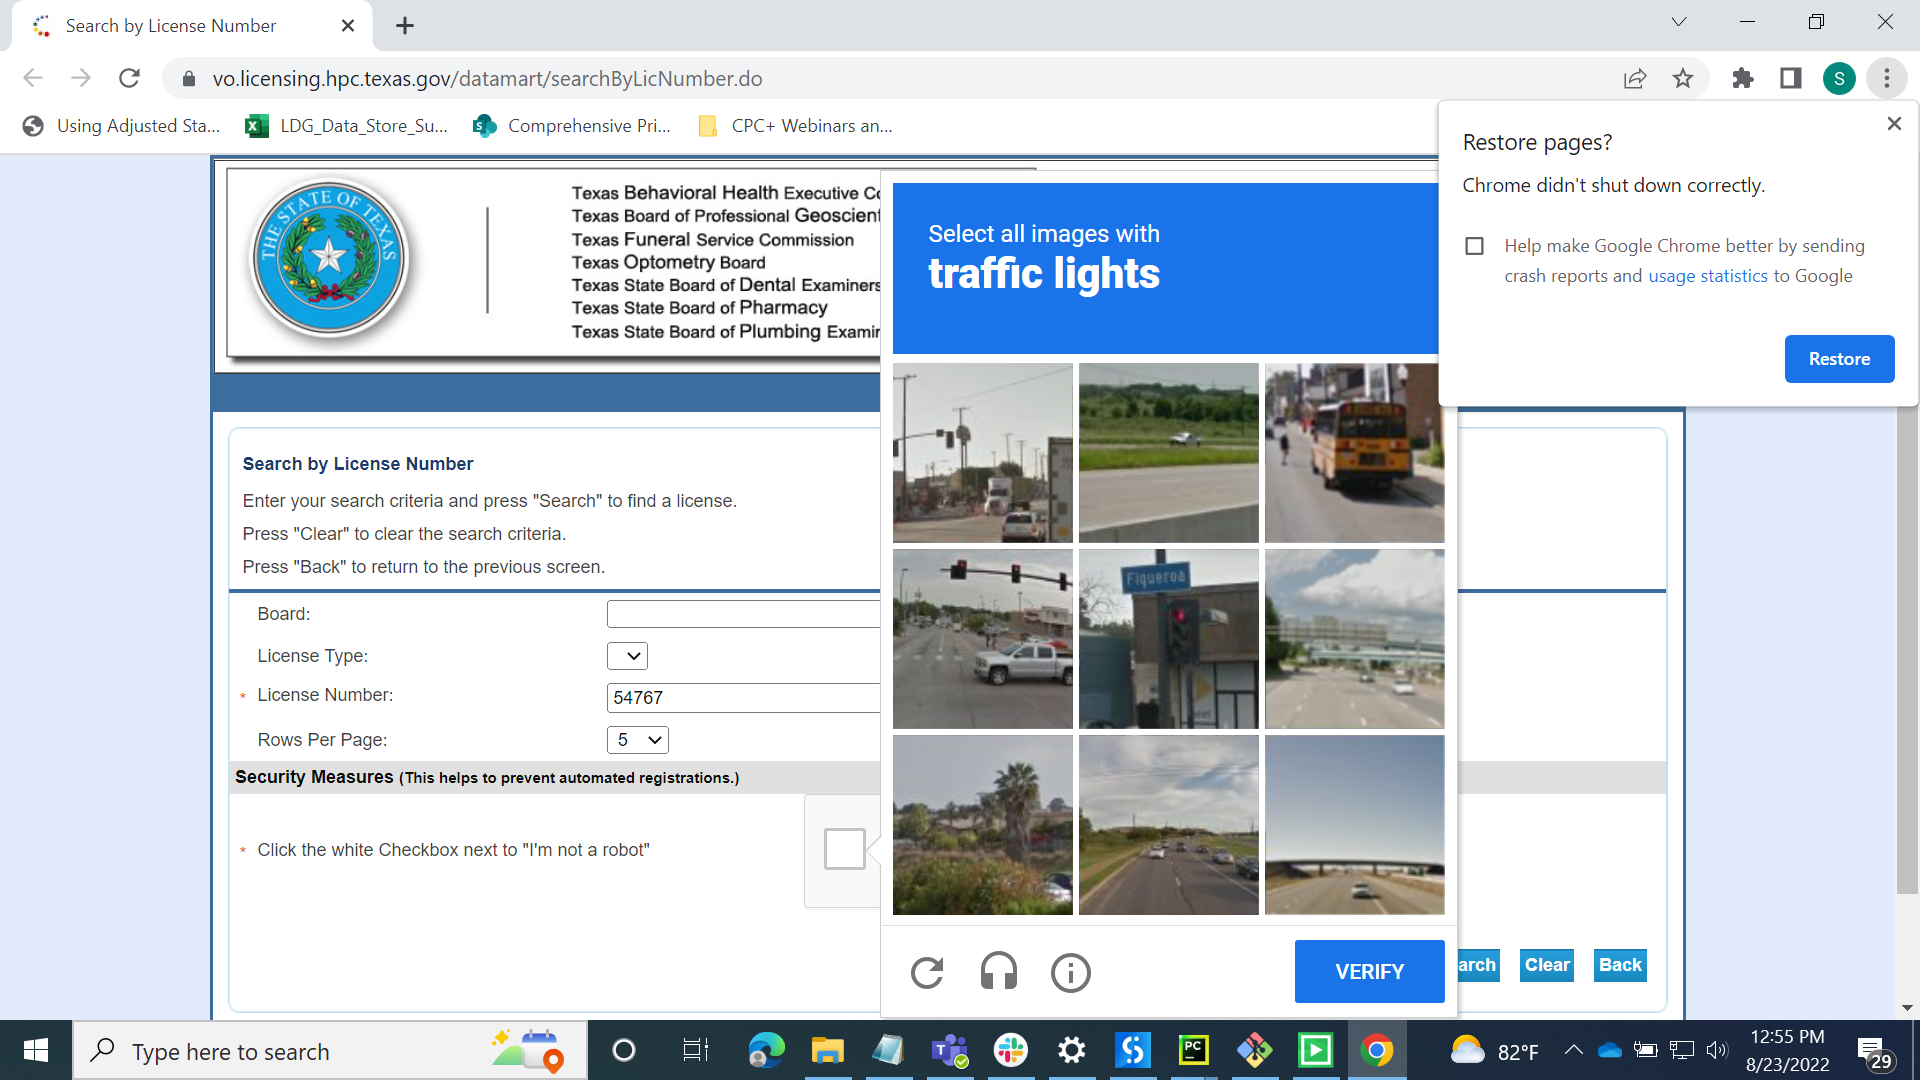 Search by License Number
vo.licensing.hpc.texas.gov/datamart/searchByLicNumber.do
S
Using Adjusted Sta...
LDG_Data_Store_Su...
Comprehensive Pri...
CPC+ Webinars an...
Restore pages?
Chrome didn't shut down correctly.
Help make Google Chrome better by sending
crash reports and usage statistics to Google
Restore
THE STATE OF TEXAS
Texas Behavioral Health Executive Co
Texas Board of Professional Geoscient
Texas Funeral Service Commission
Texas Optometry Board
Texas State Board of Dental Examiners
Texas State Board of Pharmacy
Texas State Board of Plumbing Examin
Select all images with
traffic lights
Figueroa
VERIFY
Search by License Number
Enter your search criteria and press "Search" to find a license.
Press "Clear" to clear the search criteria.
Press "Back" to return to the previous screen.
Board:
License Type:
* License Number:
54767
Rows Per Page:
5
Security Measures (This helps to prevent automated registrations.)
* Click the white Checkbox next to "I'm not a robot"
arch
Clear
Back
Type here to search
PC
82°F
12:55 PM
8/23/2022
29